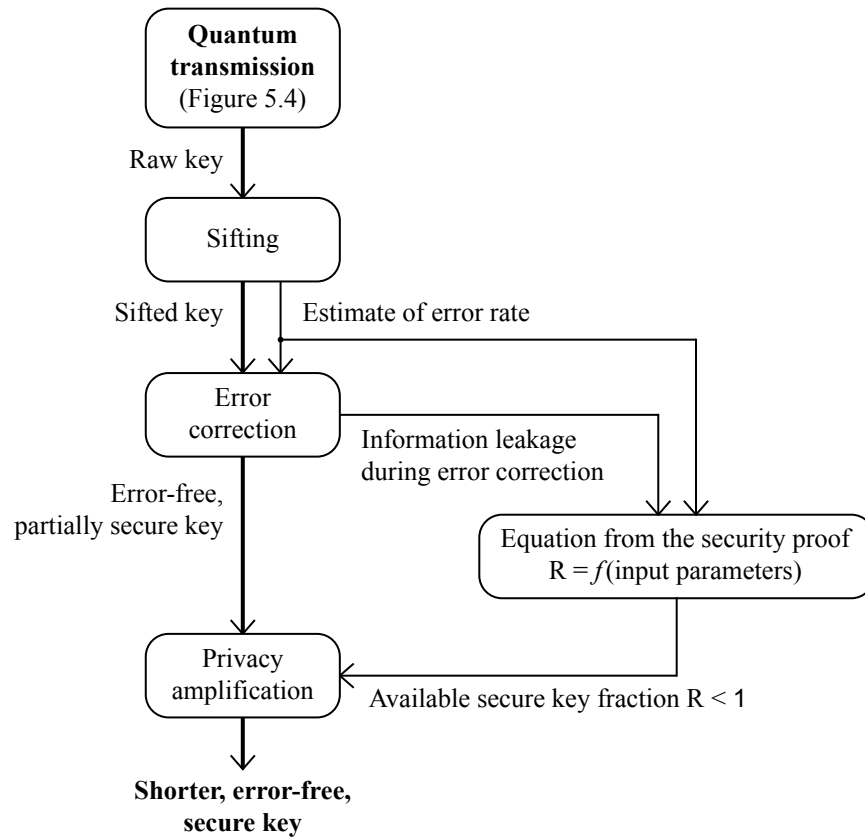 Quantum
transmission
(Figure 5.4)
Raw key
Sifting
Sifted key
Estimate of error rate
Error
correction
Information leakage
during error correction
Error-free,
partially secure key
Equation from the security proof
R = f(input parameters)
Privacy
amplification
Available secure key fraction R < 1
Shorter, error-free,
secure key